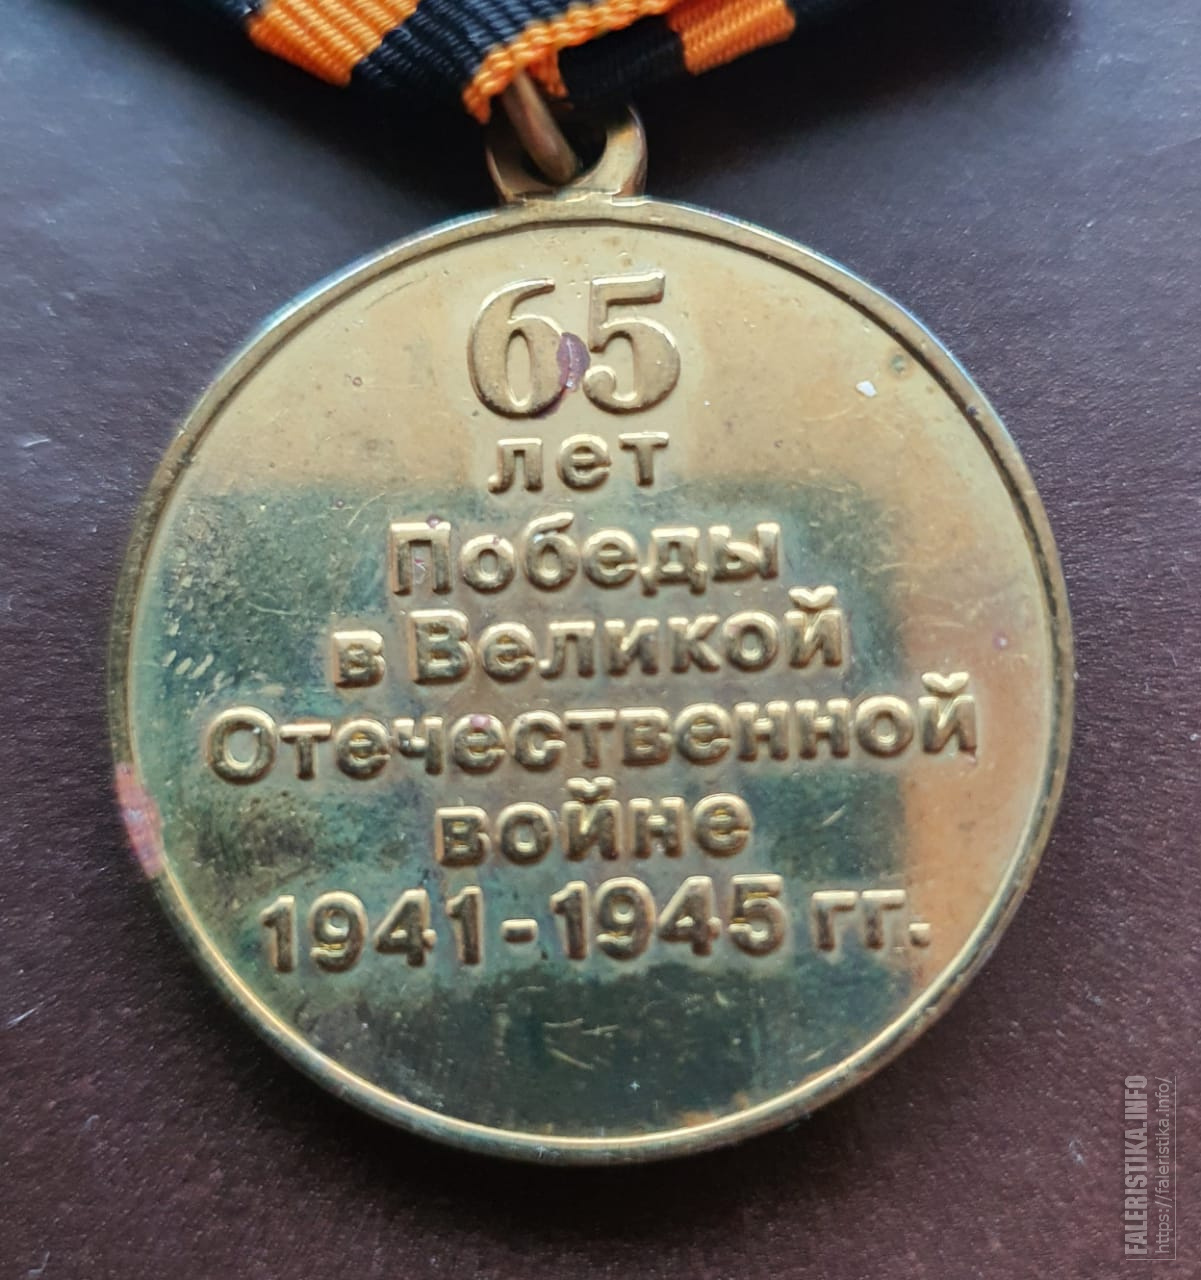 65
лет
Победы
в Великой
Отечественной
войне
1941-1945 гг.
FALERISTIKA.INFO
https://faleristika.info/